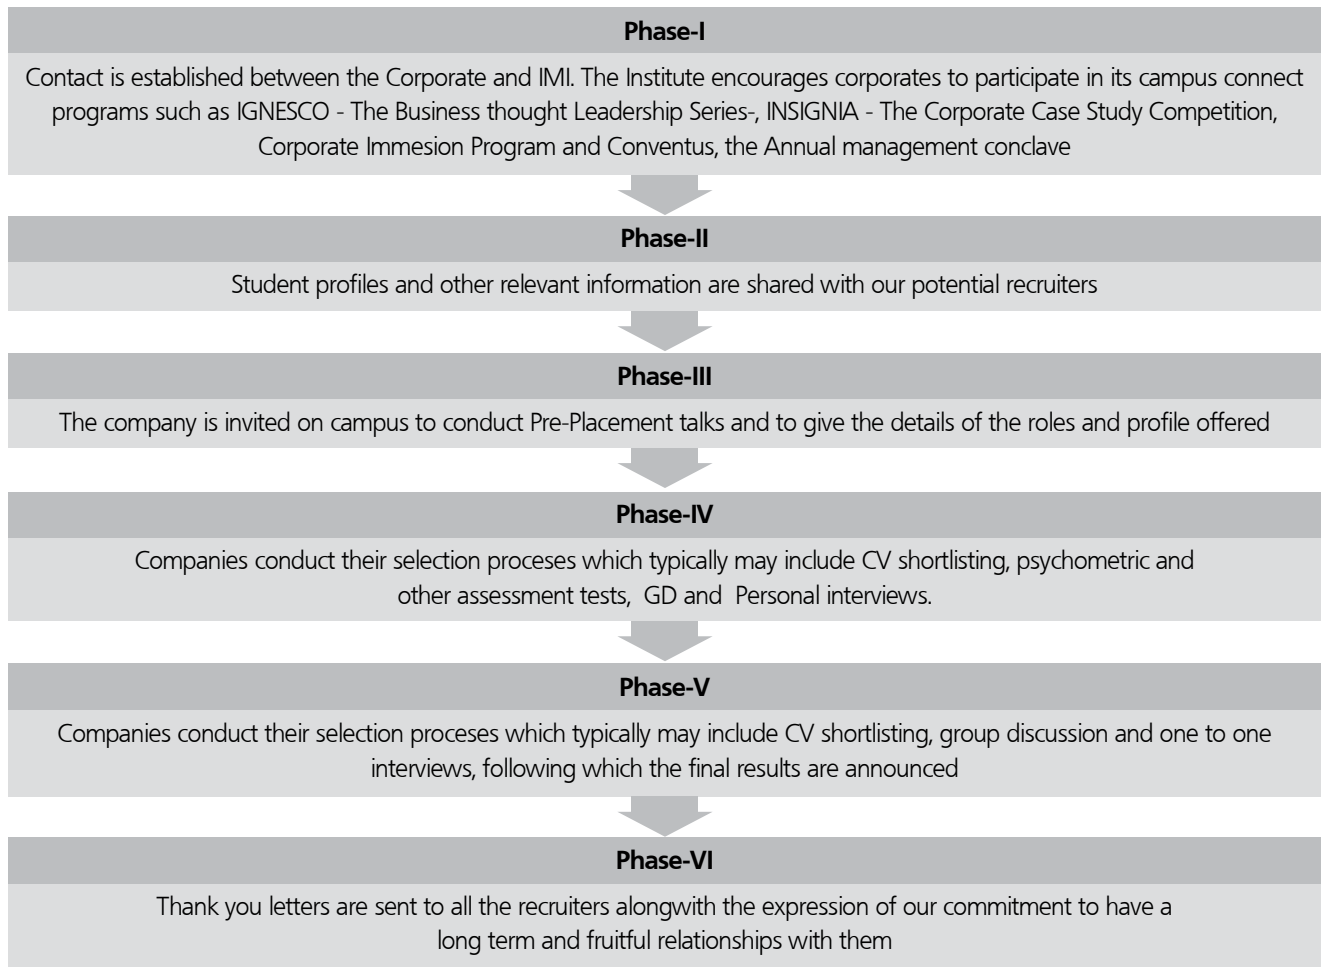 Phase-I
Contact is established between the Corporate and IMI. The Institute encourages corporates to participate in its campus connect
programs such as IGNESCO - The Business thought Leadership Series-, INSIGNIA - The Corporate Case Study Competition,
Corporate Immesion Program and Conventus, the Annual management conclave
Phase-II
Student profiles and other relevant information are shared with our potential recruiters
Phase-III
The company is invited on campus to conduct Pre-Placement talks and to give the details of the roles and profile offered
Phase-IV
Companies conduct their selection proceses which typically may include CV shortlisting, psychometric and
other assessment tests, GD and Personal interviews.
Phase-V
Companies conduct their selection proceses which typically may include CV shortlisting, group discussion and one to one
interviews, following which the final results are announced
Phase-VI
Thank you letters are sent to all the recruiters alongwith the expression of our commitment to have a
long term and fruitful relationships with them